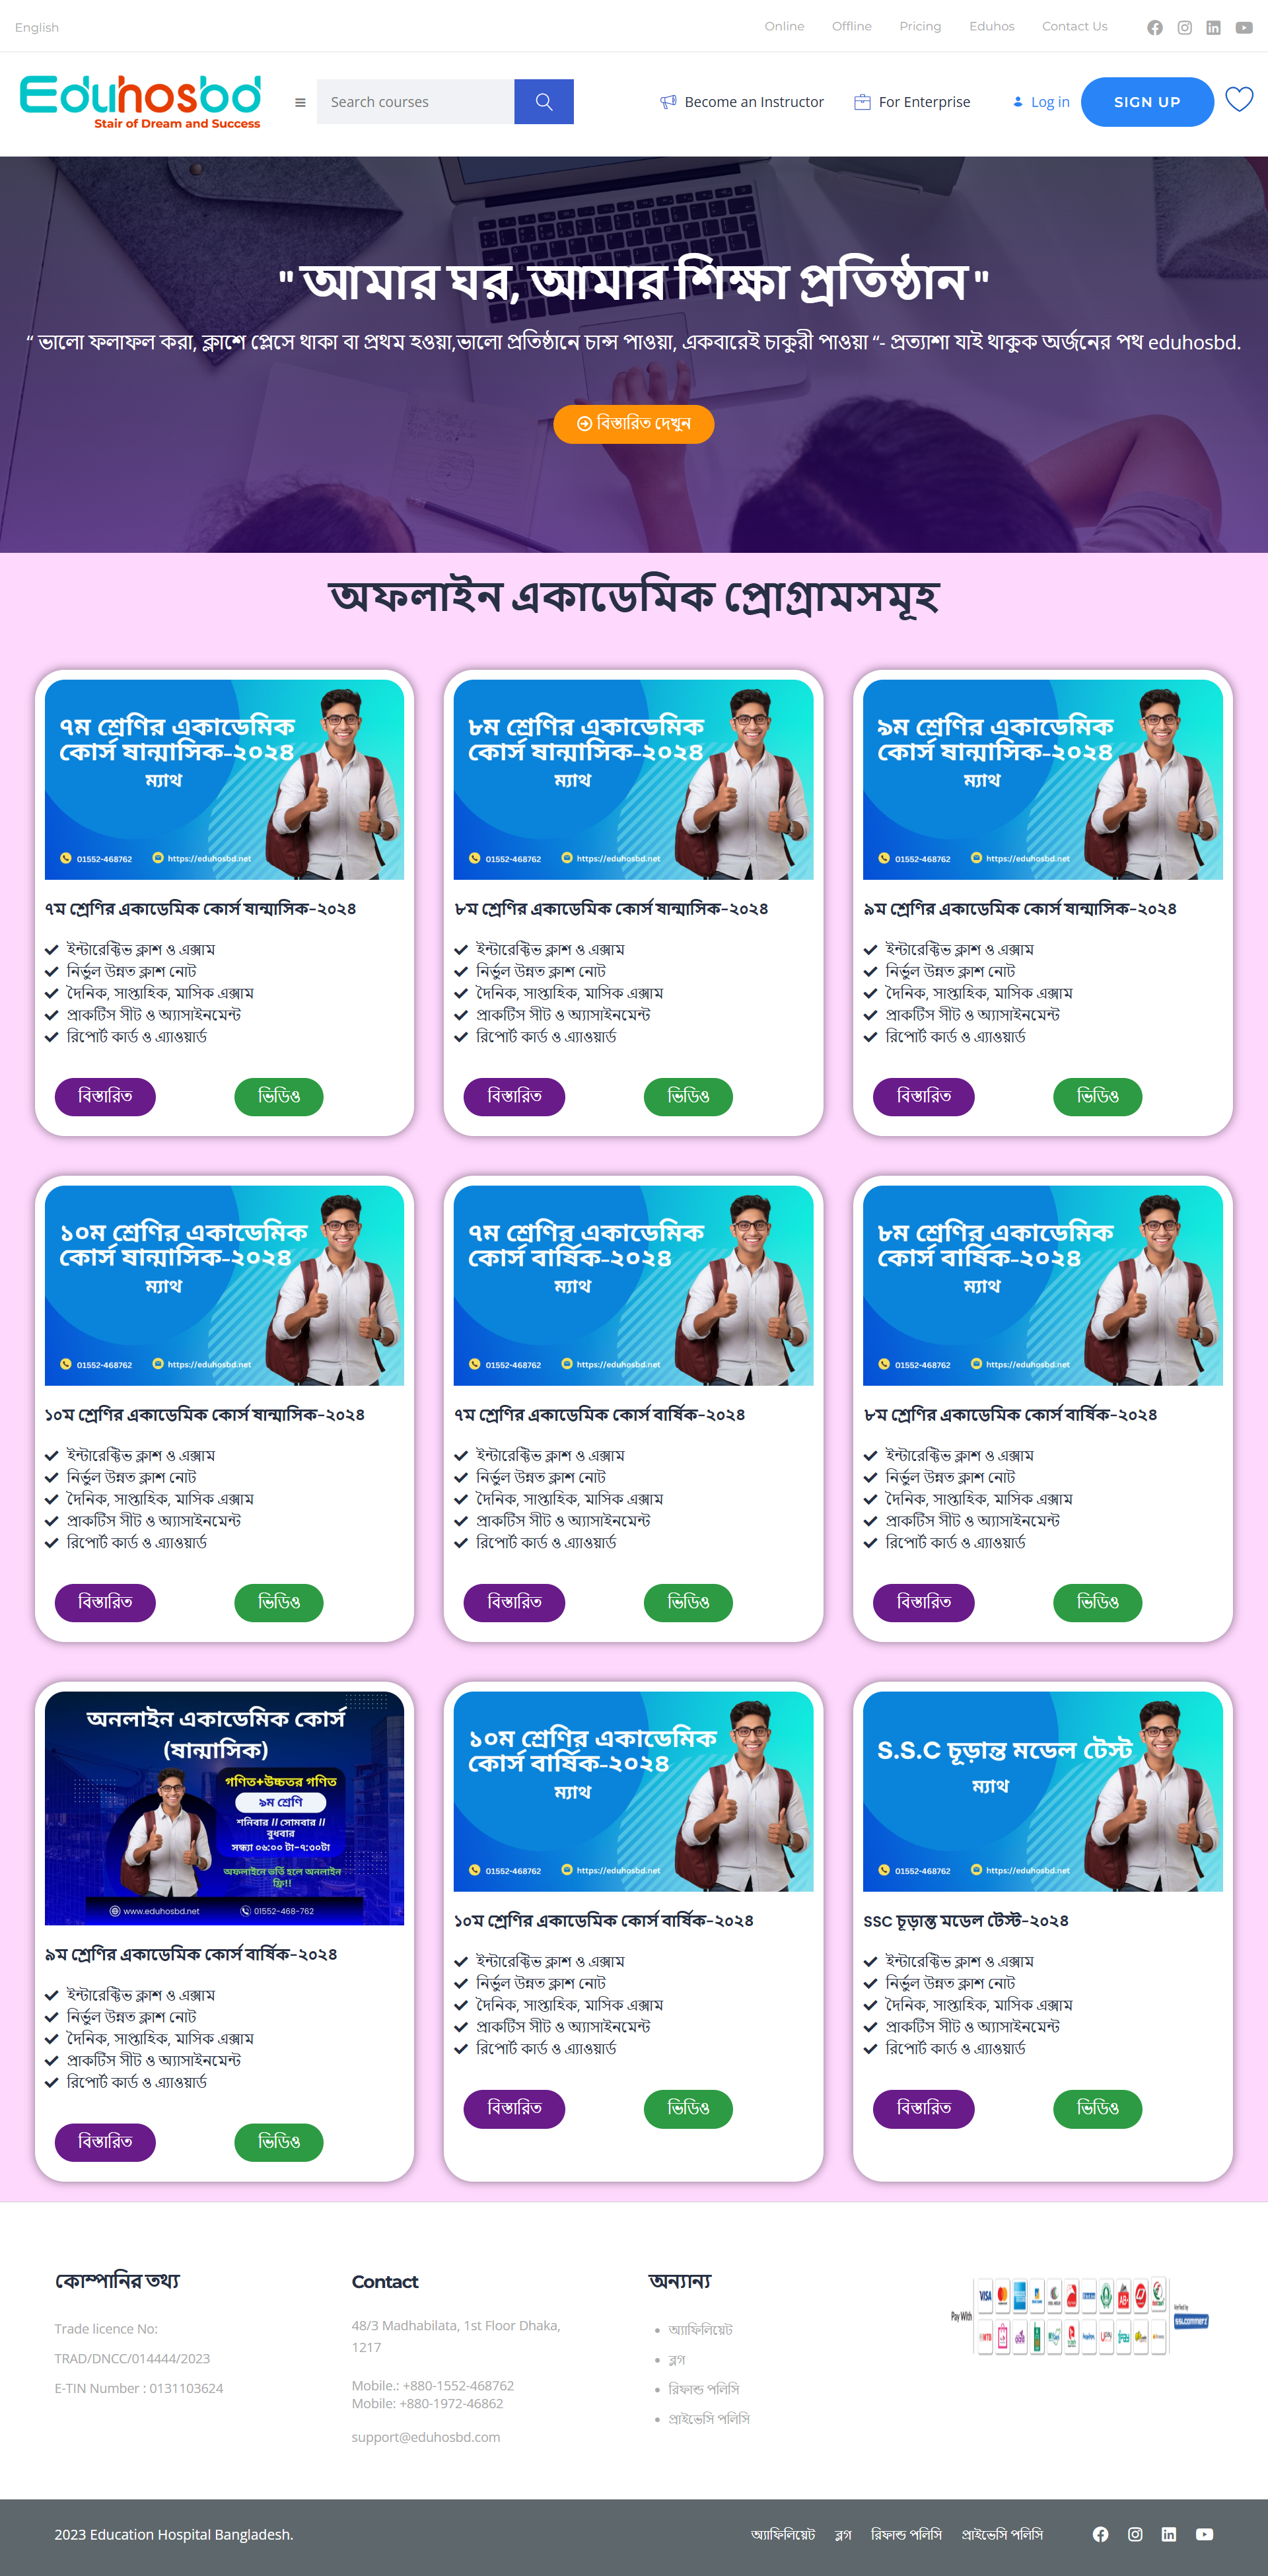 English
Online Offline Pricing Eduhos Contact Us
Eduhosbd
Stair of Dream and Success
Search courses
Become an Instructor
For Enterprise
Log in
SIGN UP
" আমার ঘর, আমার শিক্ষা প্রতিষ্ঠান "
“ ভালো ফলাফল করা, ক্লাশে প্লেসে থাকা বা প্রথম হওয়া,ভালো প্রতিষ্ঠানে চান্স পাওয়া, একবারেই চাকুরী পাওয়া “- প্রত্যাশা যাই থাকুক অর্জনের পথ eduhosbd.
বিস্তারিত দেখুন
অফলাইন একাডেমিক প্রোগ্রামসমূহ
৭ম শ্রেণির একাডেমিক
কোর্স ষান্মাসিক-২০২৪
ম্যাথ
01552-468762 https://eduhosbd.net
৭ম শ্রেণির একাডেমিক কোর্স ষান্মাসিক-২০২৪
ইন্টারেক্টিভ ক্লাশ ও এক্সাম
নির্ভুল উন্নত ক্লাশ নোট
দৈনিক, সাপ্তাহিক, মাসিক এক্সাম
প্রাকটিস সীট ও অ্যাসাইনমেন্ট
রিপোর্ট কার্ড ও এ্যাওয়ার্ড
বিস্তারিত ভিডিও
৮ম শ্রেণির একাডেমিক
কোর্স ষান্মাসিক-২০২৪
ম্যাথ
01552-468762 https://eduhosbd.net
৮ম শ্রেণির একাডেমিক কোর্স ষান্মাসিক-২০২৪
ইন্টারেক্টিভ ক্লাশ ও এক্সাম
নির্ভুল উন্নত ক্লাশ নোট
দৈনিক, সাপ্তাহিক, মাসিক এক্সাম
প্রাকটিস সীট ও অ্যাসাইনমেন্ট
রিপোর্ট কার্ড ও এ্যাওয়ার্ড
বিস্তারিত ভিডিও
৯ম শ্রেণির একাডেমিক
কোর্স ষান্মাসিক-২০২৪
ম্যাথ
01552-468762 https://eduhosbd.net
৯ম শ্রেণির একাডেমিক কোর্স ষান্মাসিক-২০২৪
ইন্টারেক্টিভ ক্লাশ ও এক্সাম
নির্ভুল উন্নত ক্লাশ নোট
দৈনিক, সাপ্তাহিক, মাসিক এক্সাম
প্রাকটিস সীট ও অ্যাসাইনমেন্ট
রিপোর্ট কার্ড ও এ্যাওয়ার্ড
বিস্তারিত ভিডিও
১০ম শ্রেণির একাডেমিক
কোর্স ষান্মাসিক-২০২৪
ম্যাথ
01552-468762 https://eduhosbd.net
১০ম শ্রেণির একাডেমিক কোর্স ষান্মাসিক-২০২৪
ইন্টারেক্টিভ ক্লাশ ও এক্সাম
নির্ভুল উন্নত ক্লাশ নোট
দৈনিক, সাপ্তাহিক, মাসিক এক্সাম
প্রাকটিস সীট ও অ্যাসাইনমেন্ট
রিপোর্ট কার্ড ও এ্যাওয়ার্ড
বিস্তারিত ভিডিও
৭ম শ্রেণির একাডেমিক
কোর্স বার্ষিক-২০২৪
ম্যাথ
01552-468762 https://eduhosbd.net
৭ম শ্রেণির একাডেমিক কোর্স বার্ষিক-২০২৪
ইন্টারেক্টিভ ক্লাশ ও এক্সাম
নির্ভুল উন্নত ক্লাশ নোট
দৈনিক, সাপ্তাহিক, মাসিক এক্সাম
প্রাকটিস সীট ও অ্যাসাইনমেন্ট
রিপোর্ট কার্ড ও এ্যাওয়ার্ড
বিস্তারিত ভিডিও
৮ম শ্রেণির একাডেমিক
কোর্স বার্ষিক-২০২৪
ম্যাথ
01552-468762 https://eduhosbd.net
৮ম শ্রেণির একাডেমিক কোর্স বার্ষিক-২০২৪
ইন্টারেক্টিভ ক্লাশ ও এক্সাম
নির্ভুল উন্নত ক্লাশ নোট
দৈনিক, সাপ্তাহিক, মাসিক এক্সাম
প্রাকটিস সীট ও অ্যাসাইনমেন্ট
রিপোর্ট কার্ড ও এ্যাওয়ার্ড
বিস্তারিত ভিডিও
অনলাইন একাডেমিক কোর্স
(ষান্মাসিক)
গণিত+উচ্চতর গণিত
৯ম শ্রেণি
শনিবার // সোমবার //
বুধবার
সন্ধ্যা ০৬:০০ টা-৭:৩০টা
অফলাইনে ভর্তি হলে অনলাইন
ফ্রি!!
www.eduhosbd.net 01552-468-762
৯ম শ্রেণির একাডেমিক কোর্স বার্ষিক-২০২৪
ইন্টারেক্টিভ ক্লাশ ও এক্সাম
নির্ভুল উন্নত ক্লাশ নোট
দৈনিক, সাপ্তাহিক, মাসিক এক্সাম
প্রাকটিস সীট ও অ্যাসাইনমেন্ট
রিপোর্ট কার্ড ও এ্যাওয়ার্ড
বিস্তারিত ভিডিও
১০ম শ্রেণির একাডেমিক
কোর্স বার্ষিক-২০২৪
ম্যাথ
01552-468762 https://eduhosbd.net
১০ম শ্রেণির একাডেমিক কোর্স বার্ষিক-২০২৪
ইন্টারেক্টিভ ক্লাশ ও এক্সাম
নির্ভুল উন্নত ক্লাশ নোট
দৈনিক, সাপ্তাহিক, মাসিক এক্সাম
প্রাকটিস সীট ও অ্যাসাইনমেন্ট
রিপোর্ট কার্ড ও এ্যাওয়ার্ড
বিস্তারিত ভিডিও
S.S.C চূড়ান্ত মডেল টেস্ট
ম্যাথ
01552-468762 https://eduhosbd.net
SSC চূড়ান্ত মডেল টেস্ট-২০২৪
ইন্টারেক্টিভ ক্লাশ ও এক্সাম
নির্ভুল উন্নত ক্লাশ নোট
দৈনিক, সাপ্তাহিক, মাসিক এক্সাম
প্রাকটিস সীট ও অ্যাসাইনমেন্ট
রিপোর্ট কার্ড ও এ্যাওয়ার্ড
বিস্তারিত ভিডিও
কোম্পানির তথ্য
Trade licence No:
TRAD/DNCC/014444/2023
E-TIN Number : 0131103624
Contact
48/3 Madhabilata, 1st Floor Dhaka,
1217
Mobile.: +880-1552-468762
Mobile: +880-1972-46862
support@eduhosbd.com
অন্যান্য
অ্যাফিলিয়েট
ব্লগ
রিফান্ড পলিসি
প্রাইভেসি পলিসি
Pay With
VISA
2023 Education Hospital Bangladesh.
অ্যাফিলিয়েট ব্লগ রিফান্ড পলিসি প্রাইভেসি পলিসি